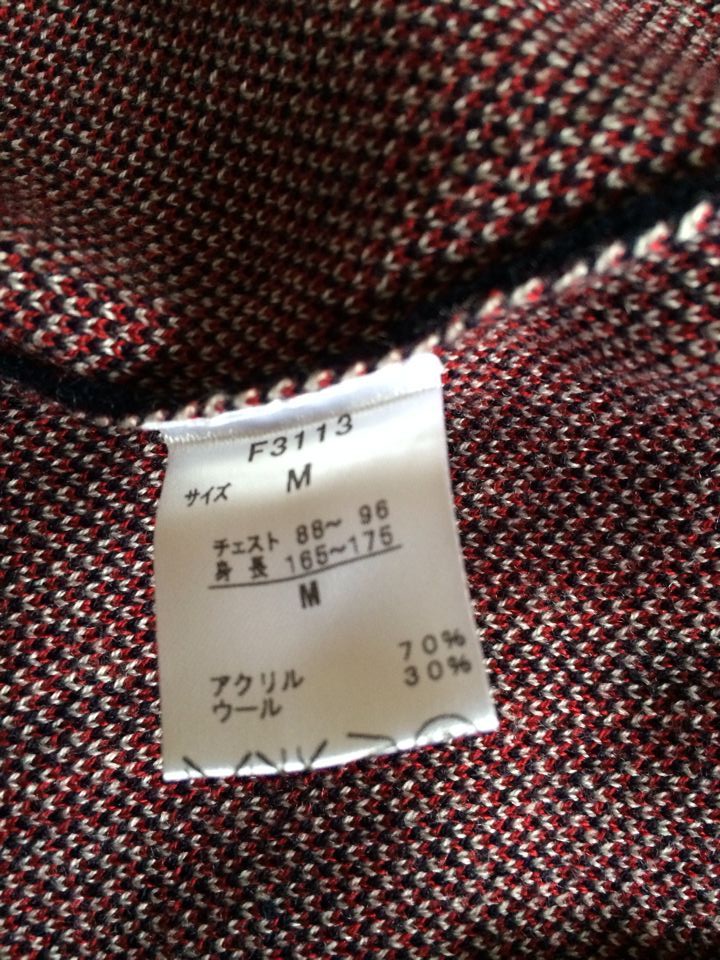 F3113
サイズ M
チェスト 88～ 96
身 長 165～175
M
アクリル 70%
ウール 30%